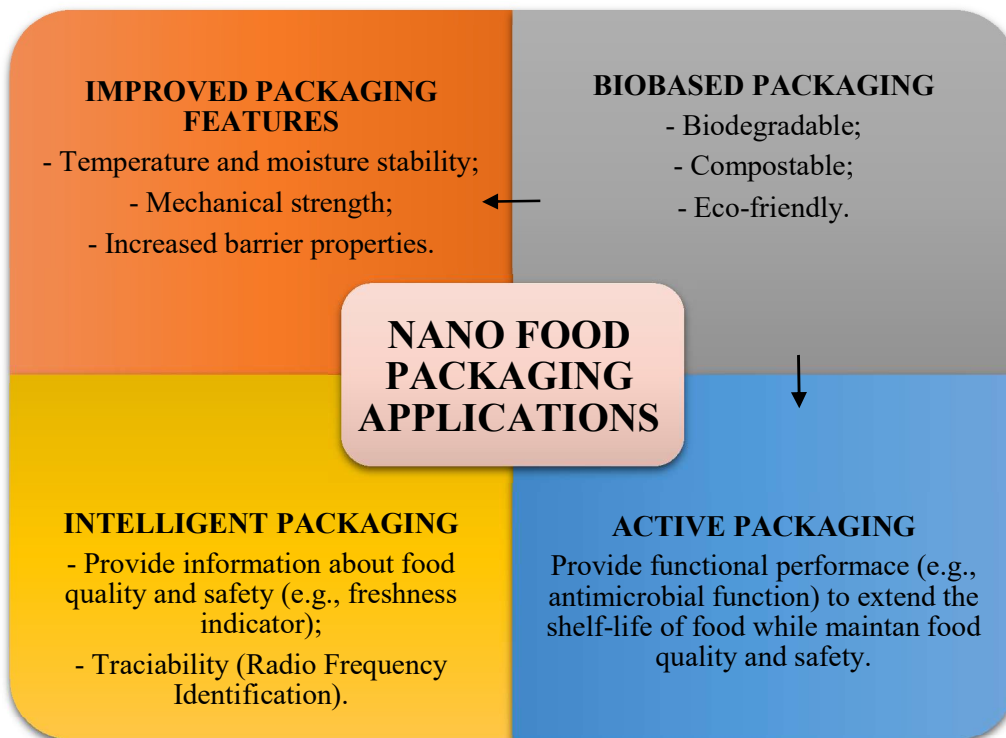 IMPROVED PACKAGING
FEATURES
- Temperature and moisture stability;
- Mechanical strength;
- Increased barrier properties.
BIOBASED PACKAGING
- Biodegradable;
- Compostable;
- Eco-friendly.
NANO FOOD
PACKAGING
APPLICATIONS
INTELLIGENT PACKAGING
- Provide information about food
quality and safety (e.g., freshness
indicator);
- Traciability (Radio Frequency
Identification).
ACTIVE PACKAGING
Provide functional performace (e.g.,
antimicrobial function) to extend the
shelf-life of food while maintan food
quality and safety.